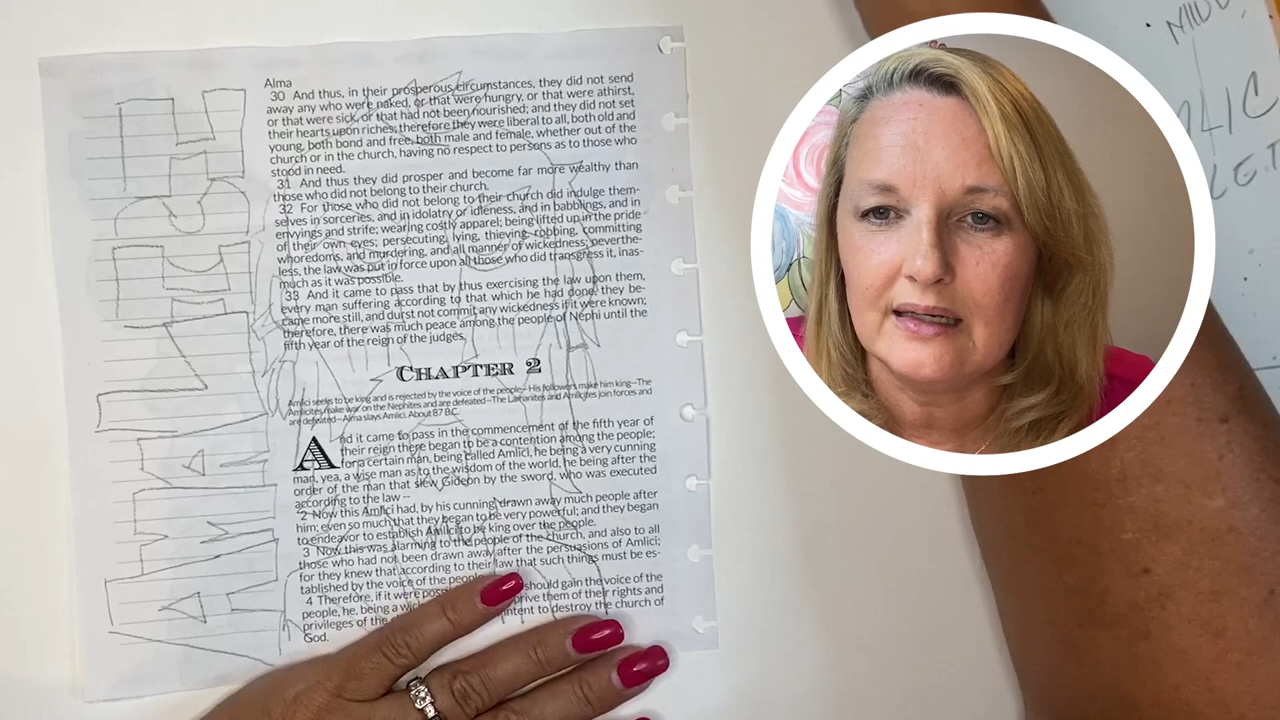 Alma
30 And thus, in their prosperous circumstances, they did not send
away any who were naked, or that were hungry, or that were athirst,
or that were sick, or that had not been nourished; and they did not set
their hearts upon riches; therefore they were liberal to all, both old and
young, both bond and free, both male and female, whether out of the
church or in the church, having no respect to persons as to those who
stood in need.
31 And thus they did prosper and become far more wealthy than
those who did not belong to their church.
32 For those who did not belong to their church did indulge them-
selves in sorceries, and in idolatry or idleness, and in babblings, and in
envyings and strife; wearing costly apparel; being lifted up in the pride
of their own eyes; persecuting, lying, thieving, robbing, committing
whoredoms, and murdering, and all manner of wickedness; neverthe-
less, the law was put in force upon all those who did transgress it, inas-
much as it was possible.
33 And it came to pass that by thus exercising the law upon them,
every man suffering according to that which he had done, they be-
came more still, and durst not commit any wickedness if it were known;
therefore, there was much peace among the people of Nephi until the
fifth year of the reign of the judges.
CHAPTER 2
Amlici seeks to be king and is rejected by the voice of the people—His followers make him king—The
Amlicites make war on the Nephites and are defeated—The Lamanites and Amlicites join forces and
are defeated—Alma slays Amlici. About 87 B.C.
And it came to pass in the commencement of the fifth year of
their reign there began to be a contention among the people;
for a certain man, being called Amlici, he being a very cunning
man, yea, a wise man as to the wisdom of the world, he being after the
order of the man that slew Gideon by the sword, who was executed
according to the law --
2 Now this Amlici had, by his cunning, drawn away much people after
him; even so much that they began to be very powerful; and they began
to endeavor to establish Amlici to be king over the people.
3 Now this was alarming to the people of the church, and also to all
those who had not been drawn away after the persuasions of Amlici;
for they knew that according to their law that such things must be es-
tablished by the voice of the people
4 Therefore, if it were should gain the voice of the
people, he, being a them of their rights and
privileges of the to destroy the church of
God.